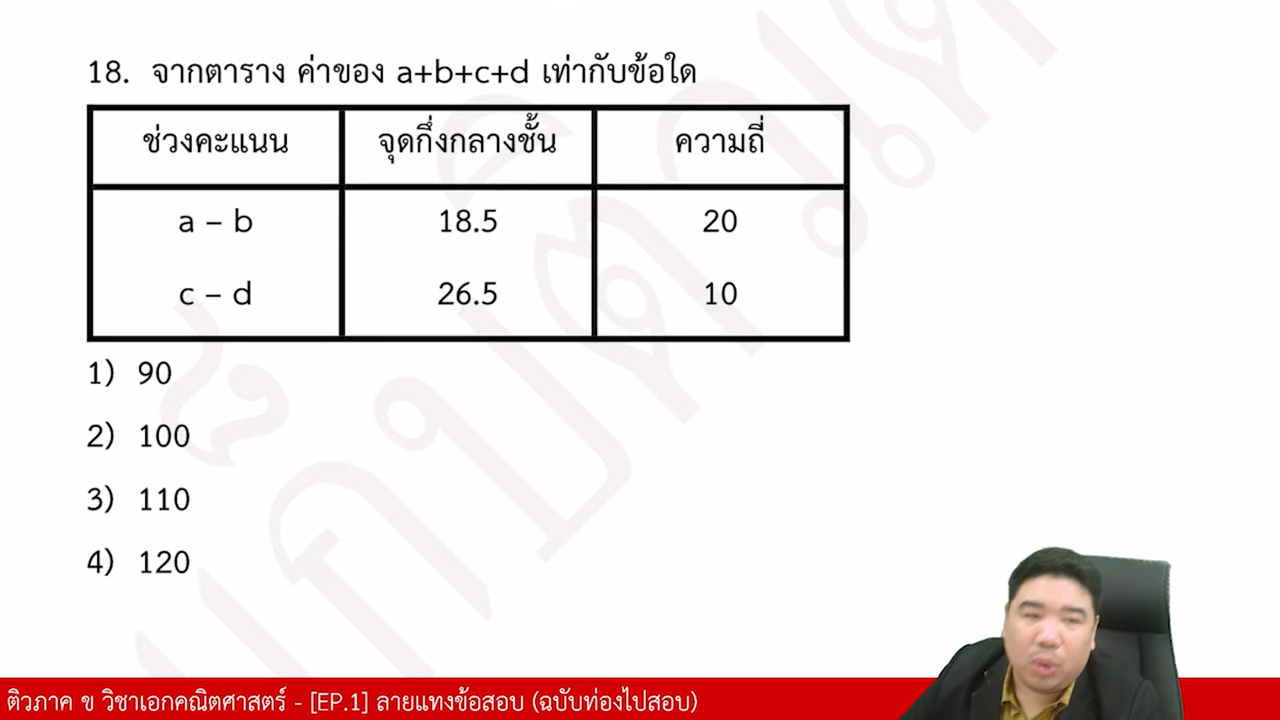 18. จากตาราง ค่าของ a+b+c+d เท่ากับข้อใด
ช่วงคะแนน จุดกึ่งกลางชั้น ความถี่
a – b 18.5 20
c – d 26.5 10
1) 90
2) 100
3) 110
4) 120
ติวภาค ข วิชาเอกคณิตศาสตร์ - [EP.1] ลายแทงข้อสอบ (ฉบับท่องไปสอบ)